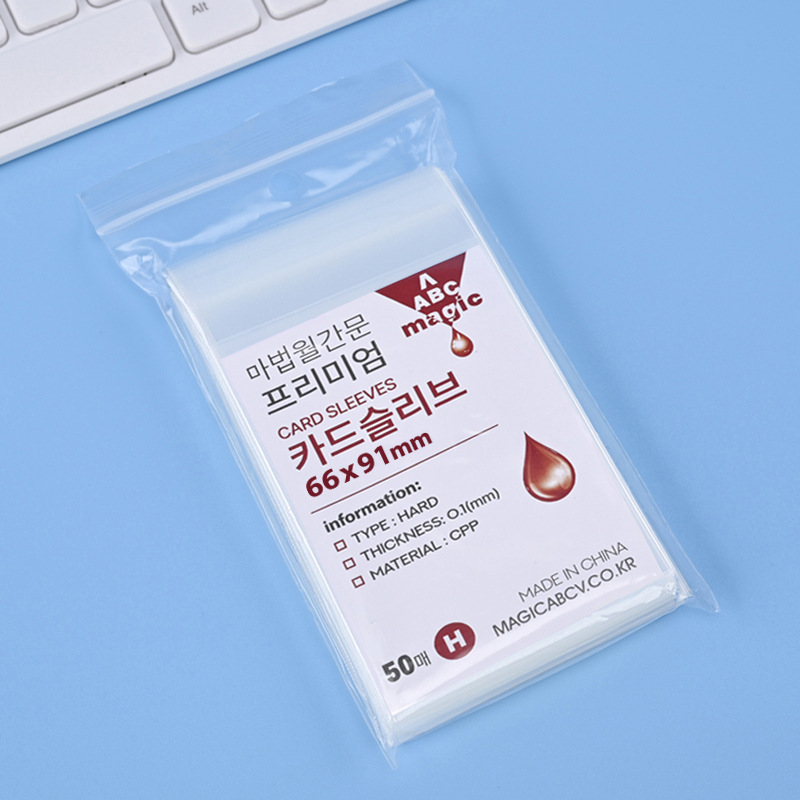 Alt
A
ABC
magic
마법월간문
프리미엄
CARD SLEEVES
카드슬리브
66x91mm
information:
TYPE : HARD
THICKNESS: 0.1(mm)
MATERIAL : CPP
MADE IN CHINA
MAGICABCV.CO.KR
50매 H